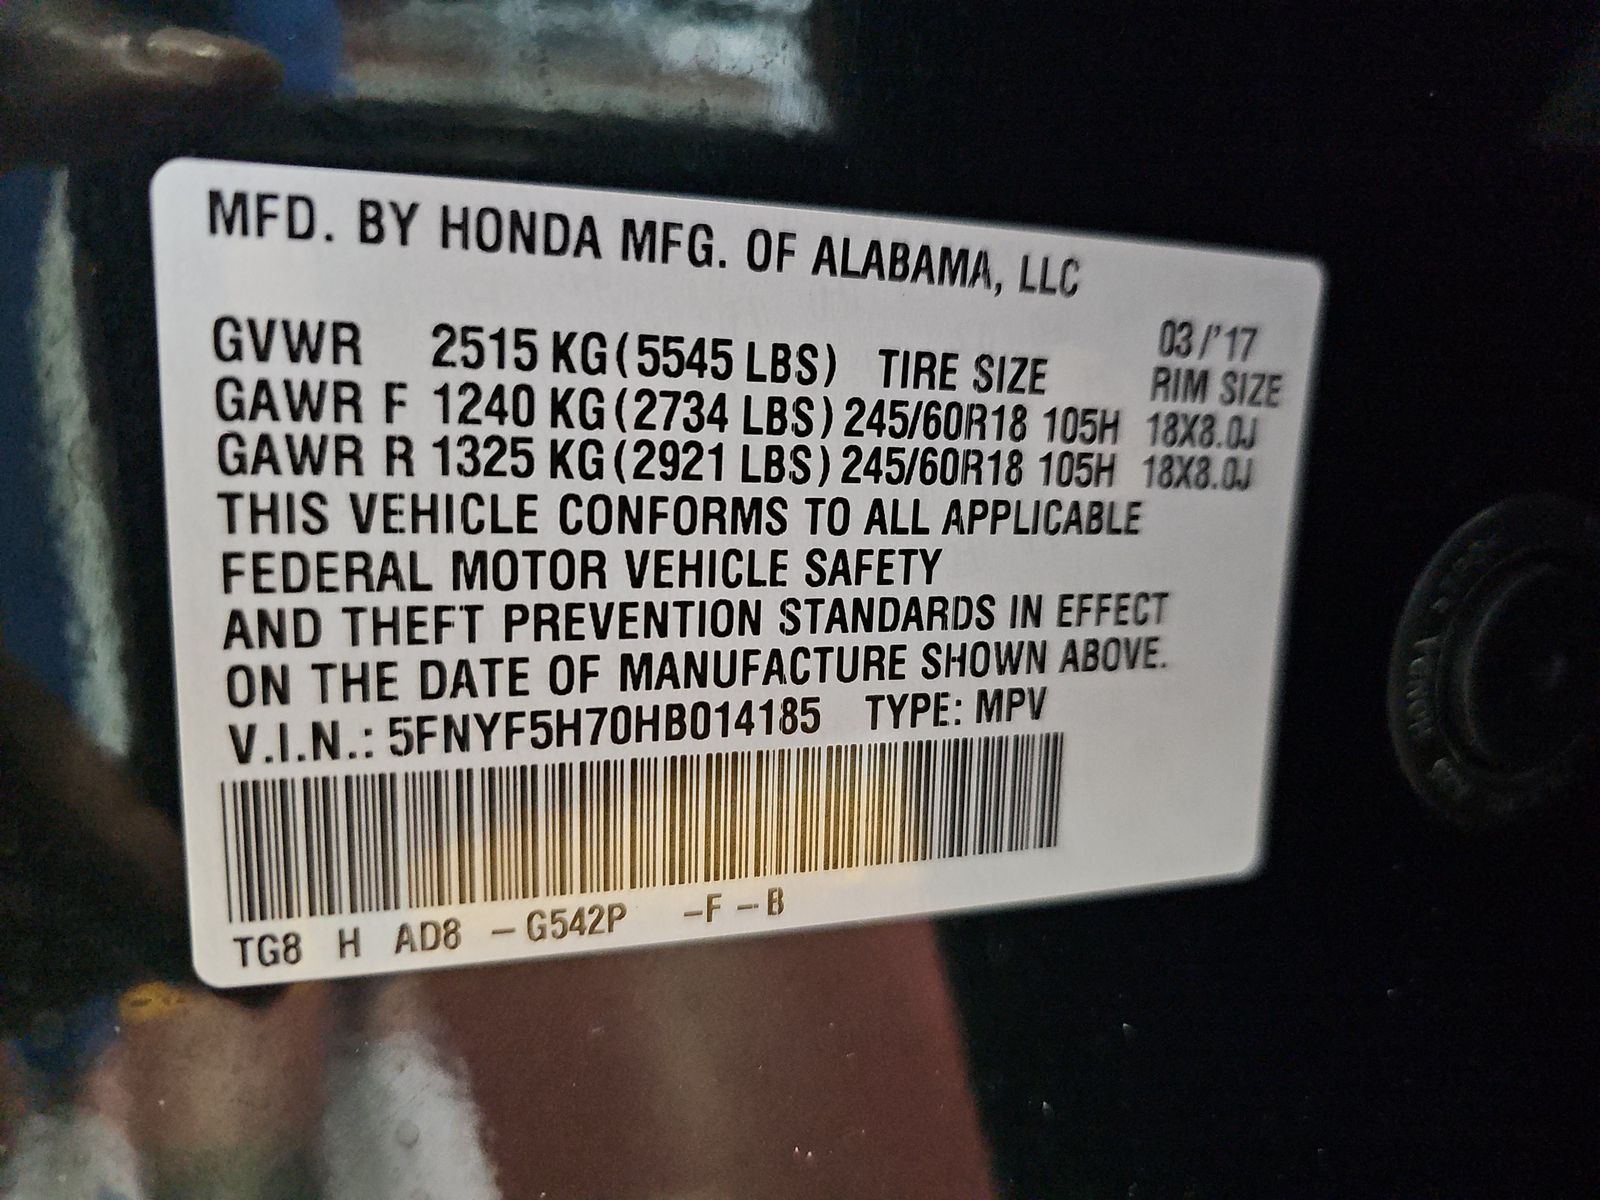 MFD. BY HONDA MFG. OF ALABAMA, LLC
03/'17
GVWR 2515 KG (5545 LBS) TIRE SIZE RIM SIZE
GAWR F 1240 KG (2734 LBS) 245/60R18 105H 18X8.0J
GAWR R 1325 KG (2921 LBS) 245/60R18 105H 18X8.0J
THIS VEHICLE CONFORMS TO ALL APPLICABLE
FEDERAL MOTOR VEHICLE SAFETY
AND THEFT PREVENTION STANDARDS IN EFFECT
ON THE DATE OF MANUFACTURE SHOWN ABOVE.
V.I.N.: 5FNYF5H70HB014185 TYPE: MPV
TG8 H AD8 - G542P -F - B
HONDA